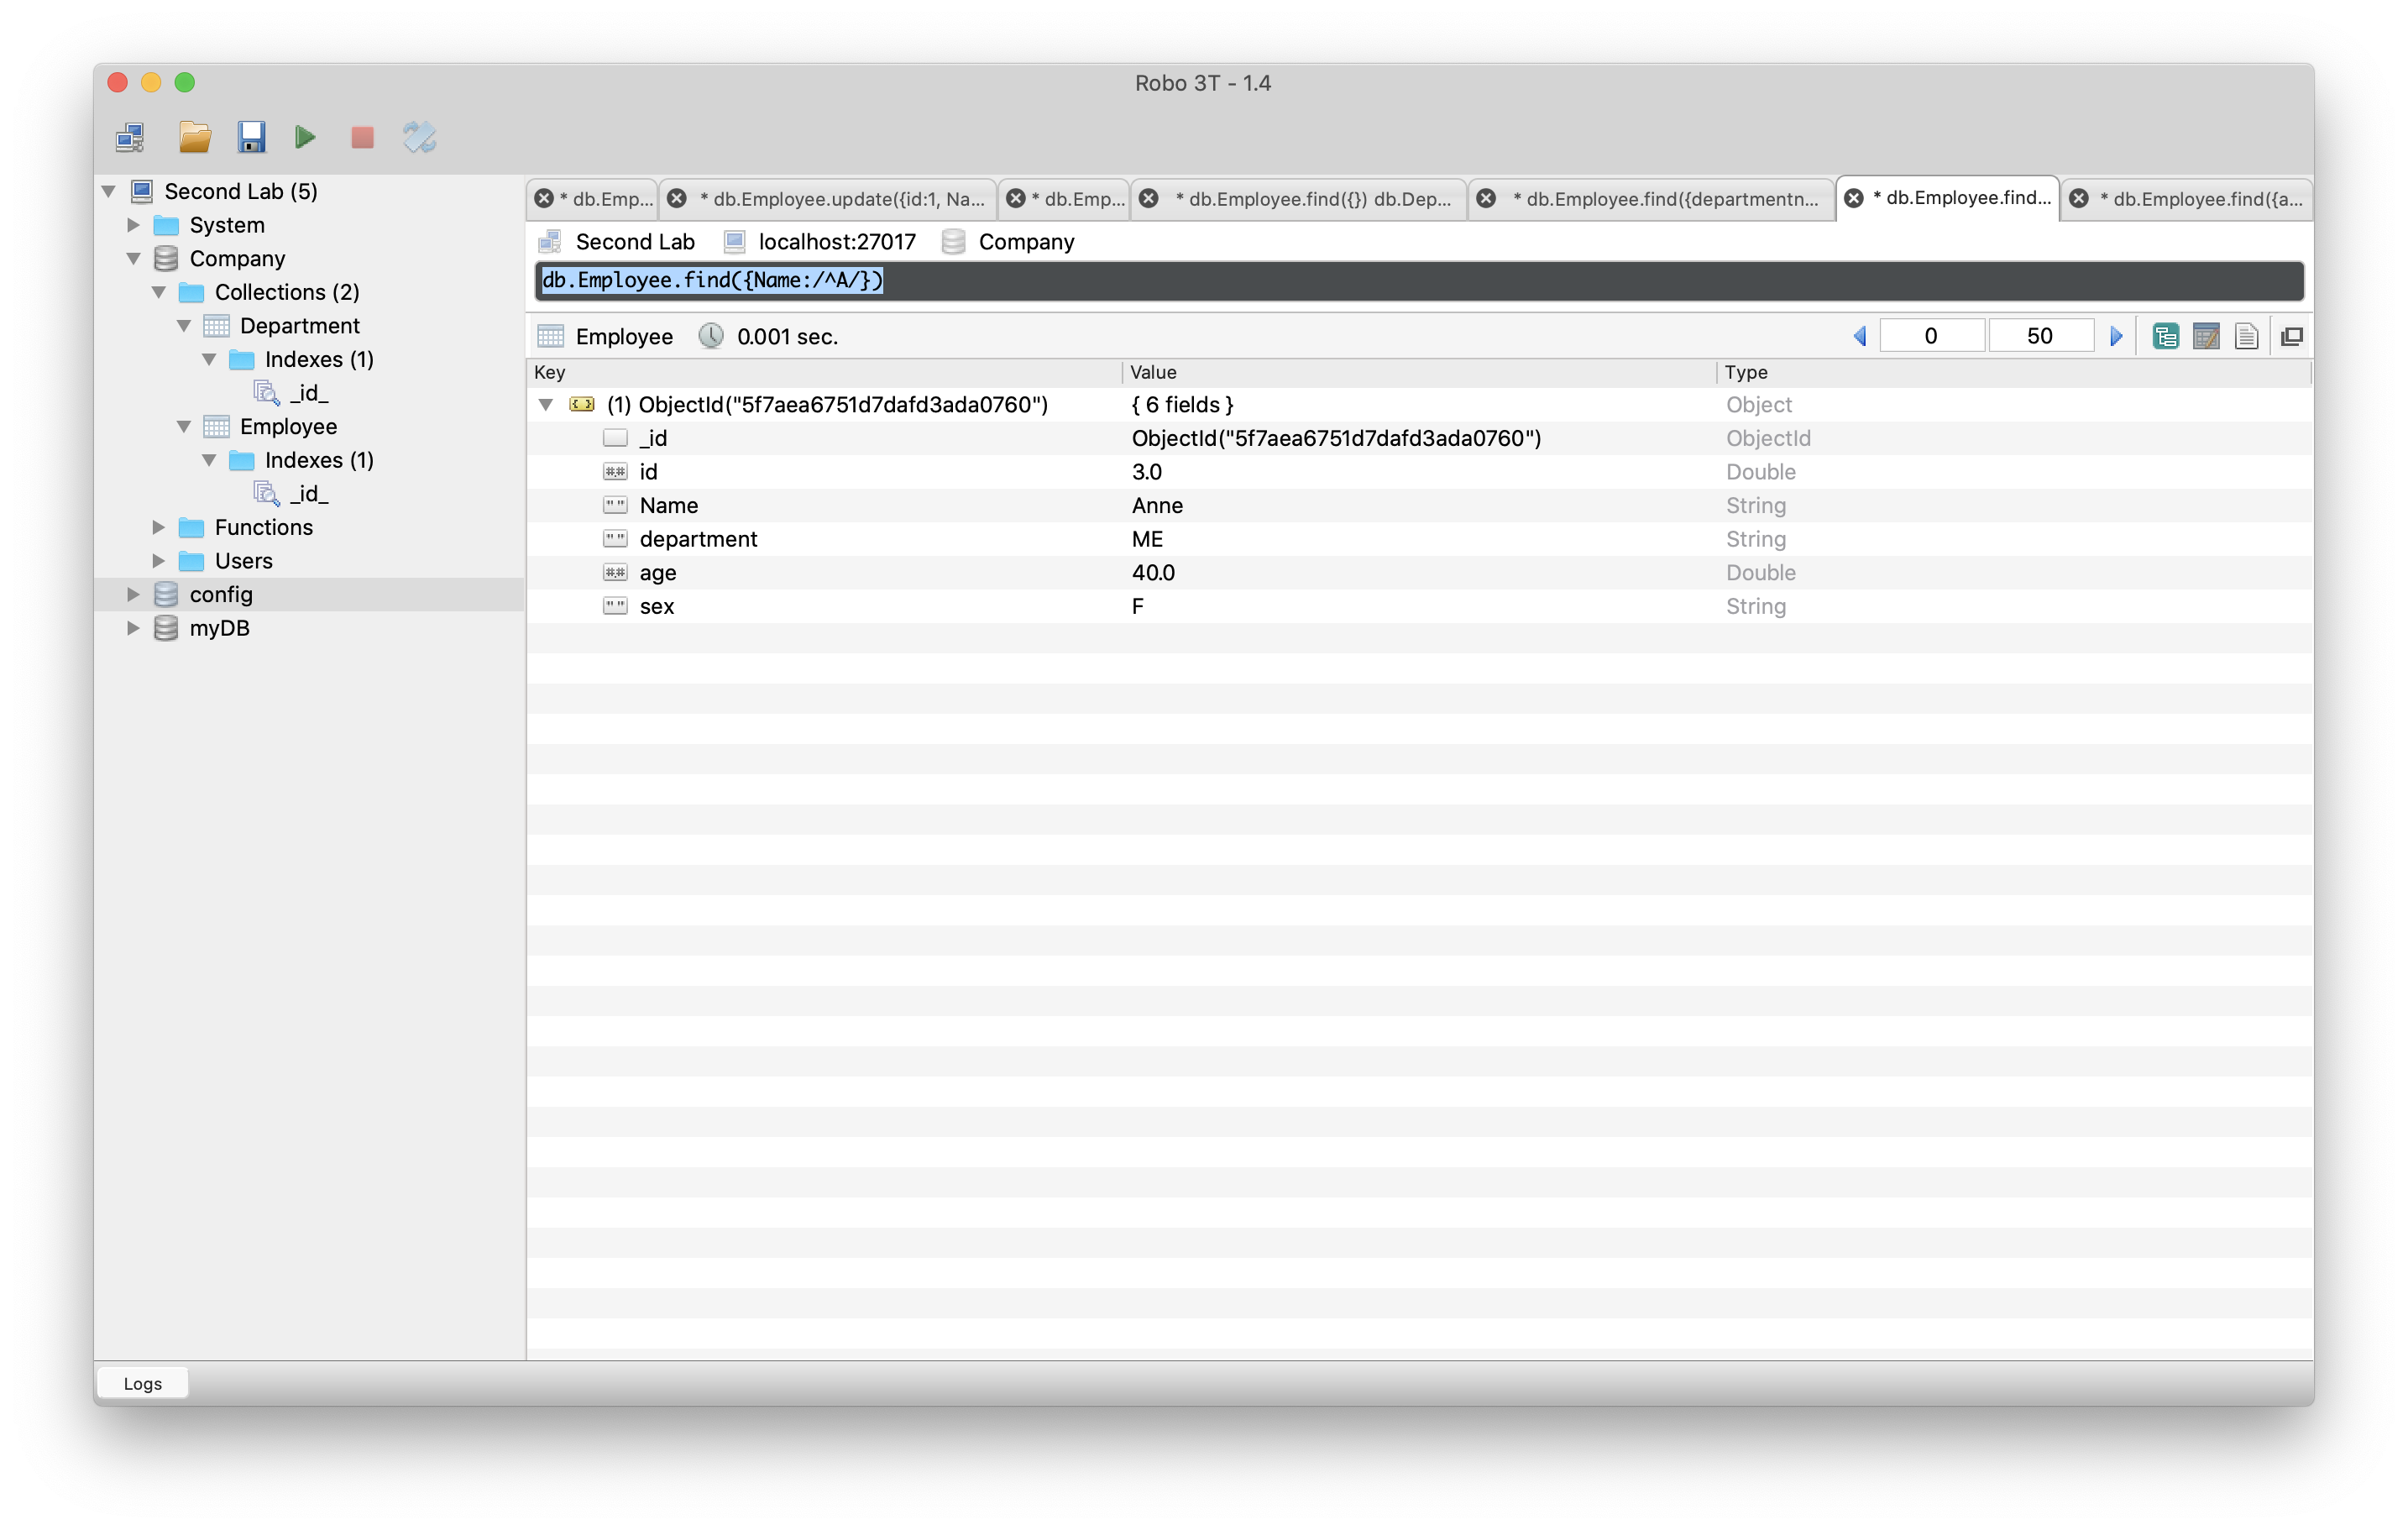 Robo 3T - 1.4
Second Lab (5)
System
Company
Collections (2)
Department
Indexes (1)
_id_
Employee
Indexes (1)
_id_
Functions
Users
config
myDB
* db.Emp... * db.Employee.update({id:1, Na... * db.Emp... * db.Employee.find({}) db.Dep... * db.Employee.find({departmentn... * db.Employee.find... * db.Employee.find({a...
Second Lab localhost:27017 Company
db.Employee.find({Name:/^A/})
Employee 0.001 sec. 0 50
Key Value Type
(1) ObjectId("5f7aea6751d7dafd3ada0760") { 6 fields } Object
_id ObjectId("5f7aea6751d7dafd3ada0760") ObjectId
id 3.0 Double
Name Anne String
department ME String
age 40.0 Double
sex F String
Logs